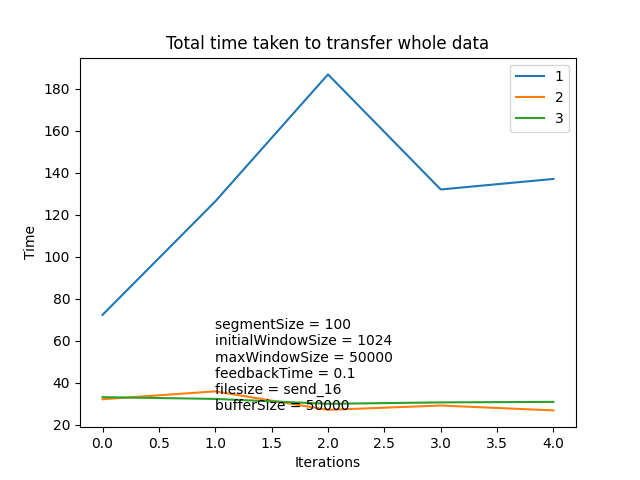 Total time taken to transfer whole data
1
2
3
180
160
140
120
100
80
60
40
20
Time
segmentSize = 100
initialWindowSize = 1024
maxWindowSize = 50000
feedbackTime = 0.1
filesize = send_16
bufferSize = 50000
0.0 0.5 1.0 1.5 2.0 2.5 3.0 3.5 4.0
Iterations